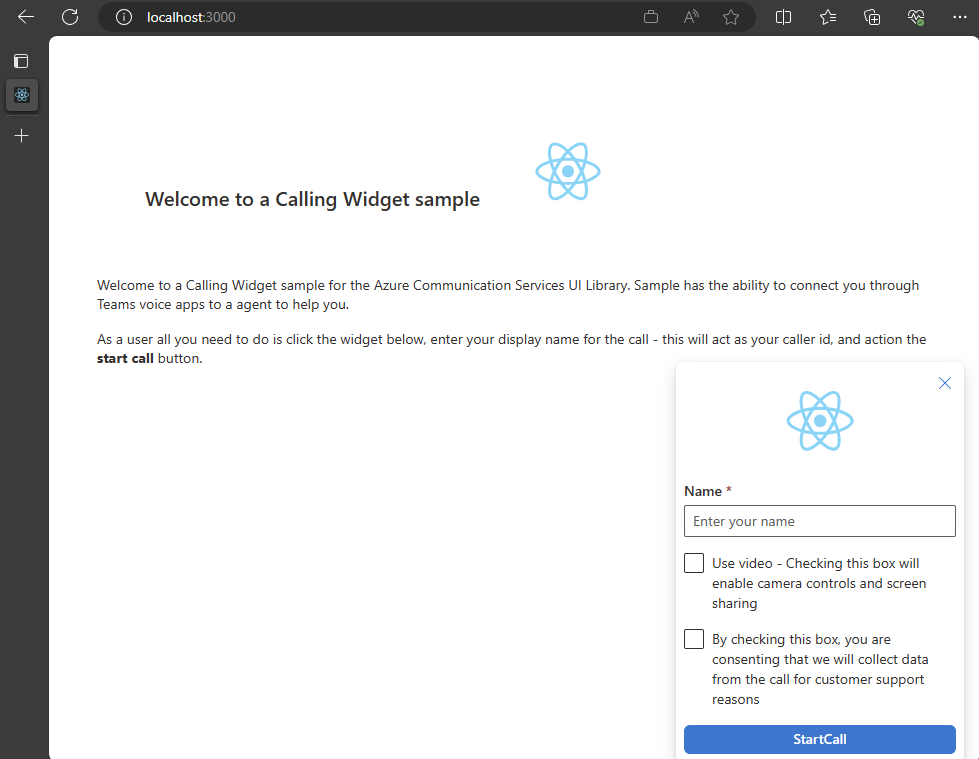 localhost:3000
Welcome to a Calling Widget sample
Welcome to a Calling Widget sample for the Azure Communication Services UI Library. Sample has the ability to connect you through
Teams voice apps to a agent to help you.
As a user all you need to do is click the widget below, enter your display name for the call - this will act as your caller id, and action the
start call button.
Name *
Enter your name
Use video - Checking this box will
enable camera controls and screen
sharing
By checking this box, you are
consenting that we will collect data
from the call for customer support
reasons
StartCall